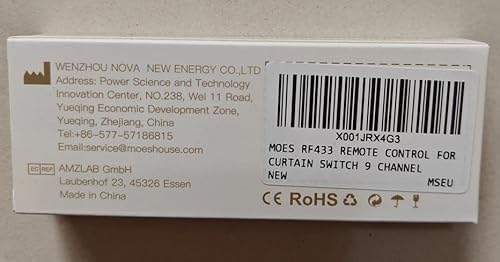 WENZHOU NOVA NEW ENERGY CO.,LTD
Address: Power Science and Technology
Innovation Center, NO.238, Wei 11 Road,
Yueqing Economic Development Zone,
Yueqing, Zhejiang, China
Tel:+86-577-57186815
Email:service@moeshouse.com
EC REP
AMZLAB GmbH
Laubenhof 23, 45326 Essen
Made in China
X001JRX4G3
MOES RF433 REMOTE CONTROL FOR
CURTAIN SWITCH 9 CHANNEL
NEW
MSEU
CE RoHS